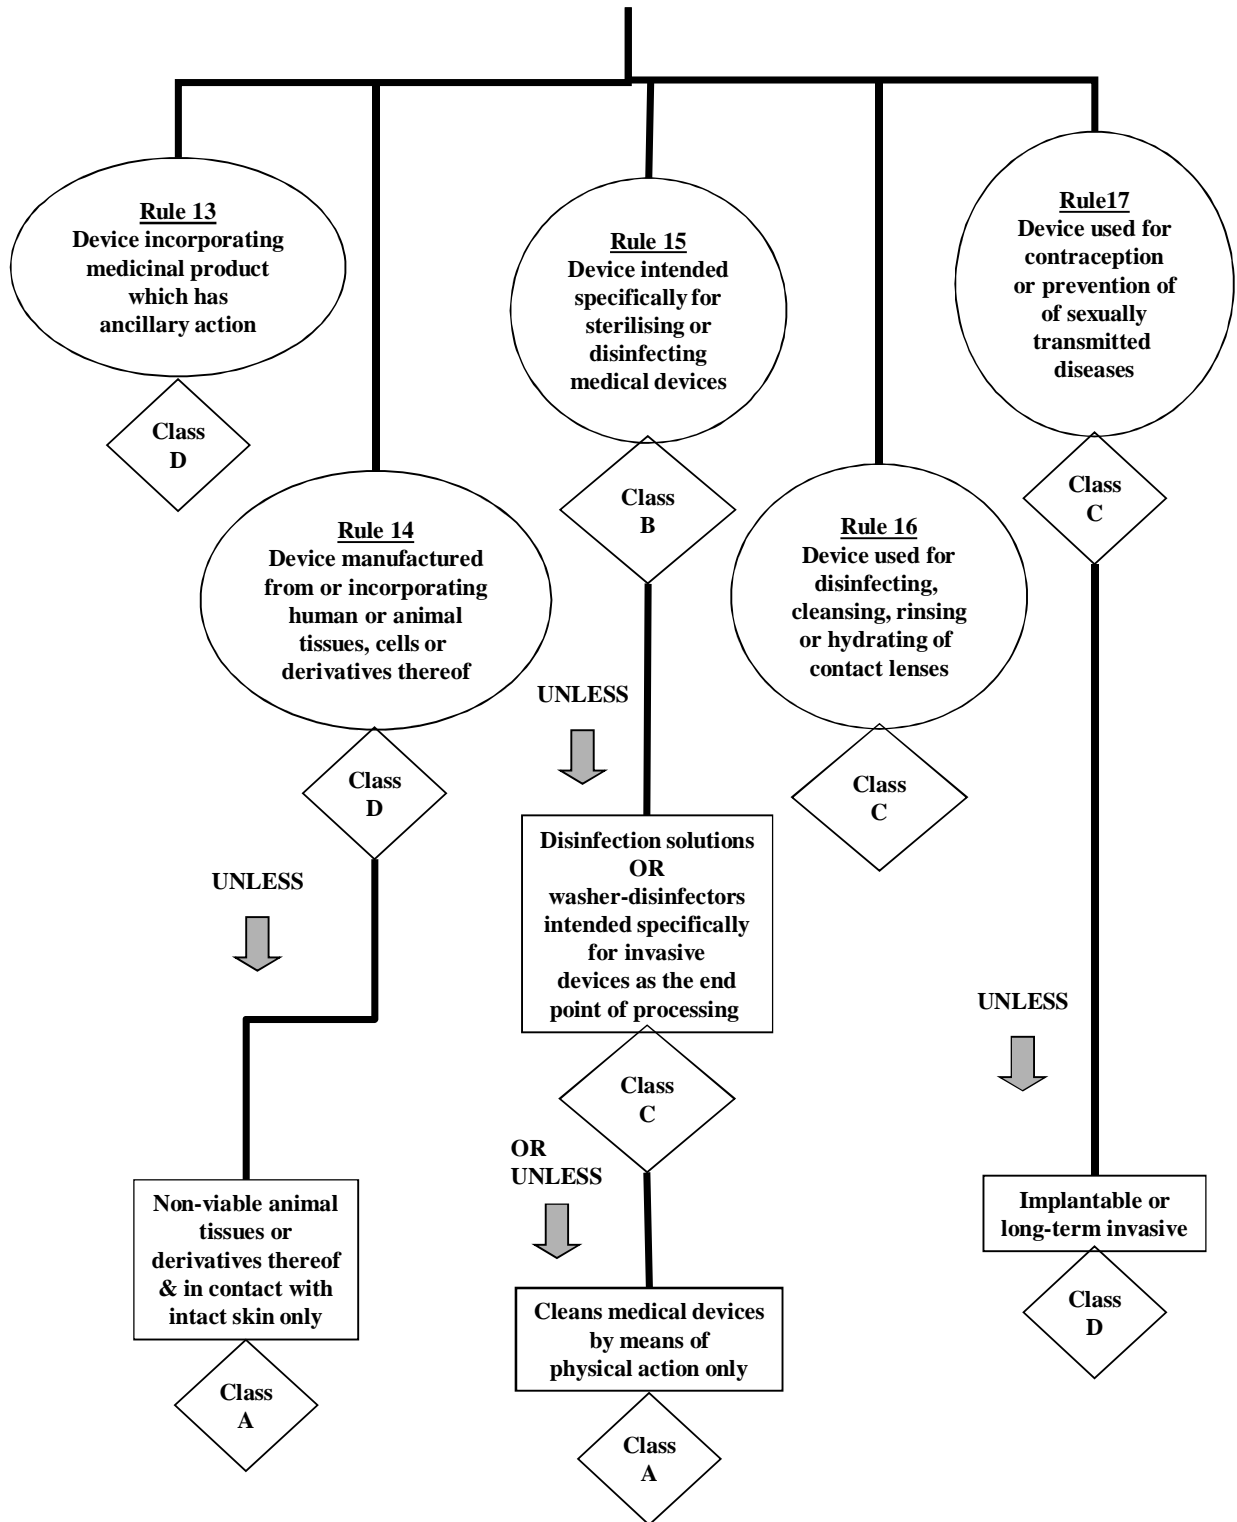 Rule 13
Device incorporating
medicinal product
which has
ancillary action
Class
D
Rule 14
Device manufactured
from or incorporating
human or animal
tissues, cells or
derivatives thereof
Class
D
UNLESS
Non-viable animal
tissues or
derivatives thereof
& in contact with
intact skin only
Class
A
Rule 15
Device intended
specifically for
sterilising or
disinfecting
medical devices
Class
B
UNLESS
Disinfection solutions
OR
washer-disinfectors
intended specifically
for invasive
devices as the end
point of processing
Class
C
OR
UNLESS
Cleans medical devices
by means of
physical action only
Class
A
Rule 16
Device used for
disinfecting,
cleansing, rinsing
or hydrating of
contact lenses
Class
C
Rule17
Device used for
contraception
or prevention of
of sexually
transmitted
diseases
Class
C
UNLESS
Implantable or
long-term invasive
Class
D